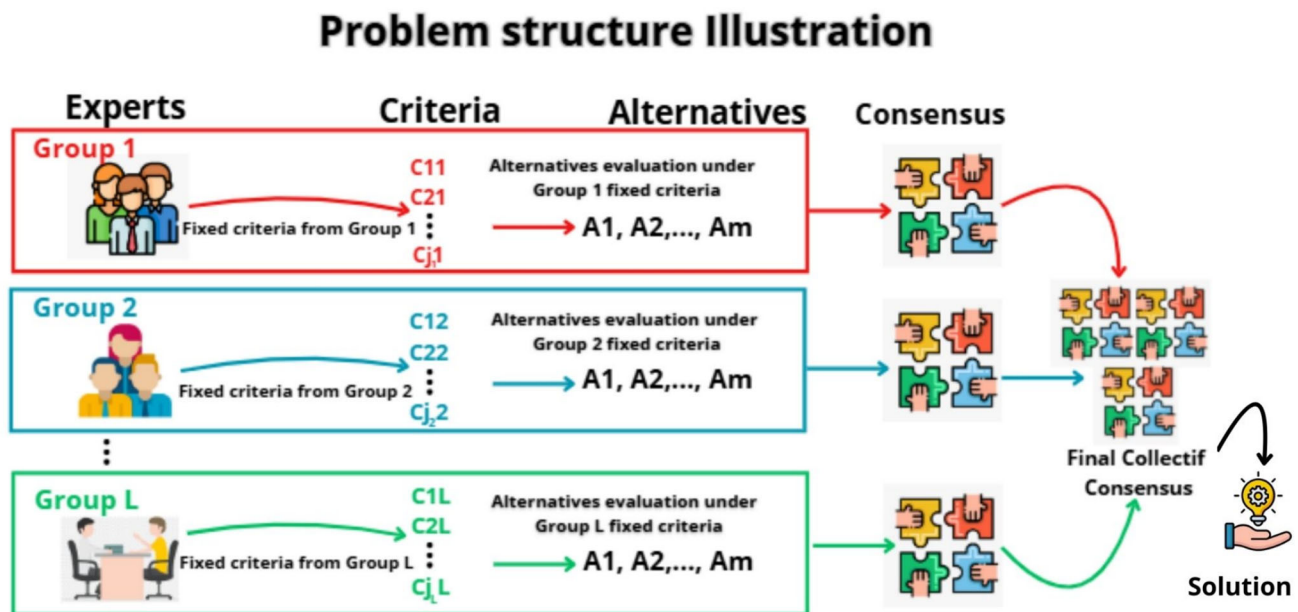 Problem structure Illustration
Experts
Criteria
Alternatives
Consensus
Group 1
Fixed criteria from Group 1
C11
C21
⋮
Cj₁1
Alternatives evaluation under
Group 1 fixed criteria
A1, A2,..., Am
Group 2
Fixed criteria from Group 2
C12
C22
⋮
Cj₂2
Alternatives evaluation under
Group 2 fixed criteria
A1, A2,..., Am
⋮
Group L
Fixed criteria from Group L
C1L
C2L
⋮
Cj_L L
Alternatives evaluation under
Group L fixed criteria
A1, A2,..., Am
Final Collectif
Consensus
Solution